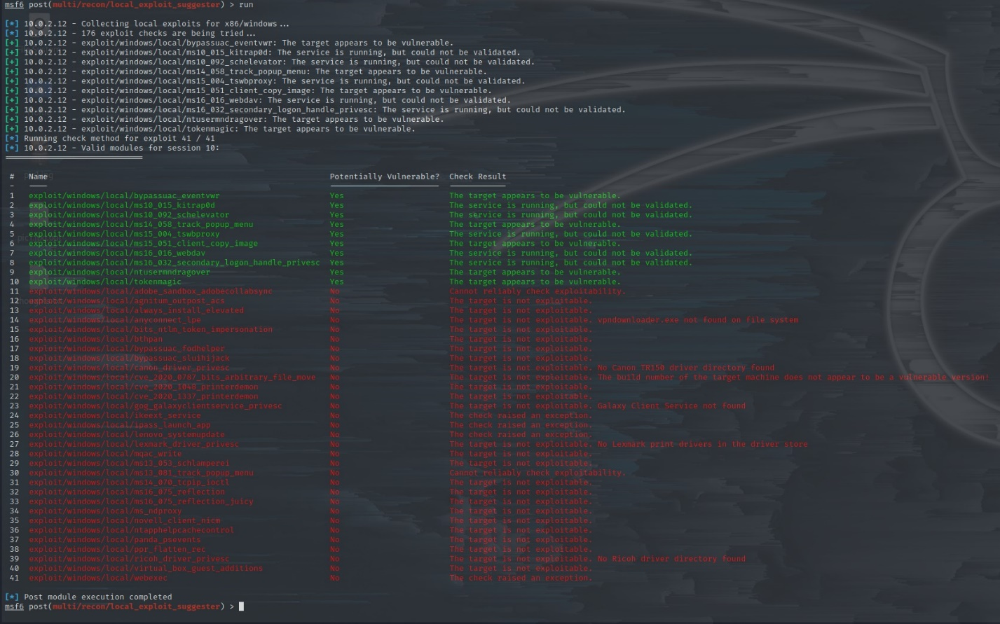 msf6 post(multi/recon/local_exploit_suggester) > run
[*] 10.0.2.12 - Collecting local exploits for x86/windows...
[*] 10.0.2.12 - 176 exploit checks are being tried...
[+] 10.0.2.12 - exploit/windows/local/bypassuac_eventvwr: The target appears to be vulnerable.
[+] 10.0.2.12 - exploit/windows/local/ms10_015_kitrap0d: The service is running, but could not be validated.
[+] 10.0.2.12 - exploit/windows/local/ms10_092_schelevator: The service is running, but could not be validated.
[+] 10.0.2.12 - exploit/windows/local/ms14_058_track_popup_menu: The target appears to be vulnerable.
[+] 10.0.2.12 - exploit/windows/local/ms15_004_tswbproxy: The service is running, but could not be validated.
[+] 10.0.2.12 - exploit/windows/local/ms15_051_client_copy_image: The target appears to be vulnerable.
[+] 10.0.2.12 - exploit/windows/local/ms16_016_webdav: The service is running, but could not be validated.
[+] 10.0.2.12 - exploit/windows/local/ms16_032_secondary_logon_handle_privesc: The service is running, but could not be validated.
[+] 10.0.2.12 - exploit/windows/local/ntusermndragover: The target appears to be vulnerable.
[+] 10.0.2.12 - exploit/windows/local/tokenmagic: The target appears to be vulnerable.
[*] Running check method for exploit 41 / 41
[*] 10.0.2.12 - Valid modules for session 10:
# Name Potentially Vulnerable? Check Result
1 exploit/windows/local/bypassuac_eventvwr Yes The target appears to be vulnerable.
2 exploit/windows/local/ms10_015_kitrap0d Yes The service is running, but could not be validated.
3 exploit/windows/local/ms10_092_schelevator Yes The service is running, but could not be validated.
4 exploit/windows/local/ms14_058_track_popup_menu Yes The target appears to be vulnerable.
5 exploit/windows/local/ms15_004_tswbproxy Yes The service is running, but could not be validated.
6 exploit/windows/local/ms15_051_client_copy_image Yes The target appears to be vulnerable.
7 exploit/windows/local/ms16_016_webdav Yes The service is running, but could not be validated.
8 exploit/windows/local/ms16_032_secondary_logon_handle_privesc Yes The service is running, but could not be validated.
9 exploit/windows/local/ntusermndragover Yes The target appears to be vulnerable.
10 exploit/windows/local/tokenmagic Yes The target appears to be vulnerable.
11 exploit/windows/local/adobe_sandbox_adobecollabsync No Cannot reliably check exploitability.
12 exploit/windows/local/agnitum_outpost_acs No The target is not exploitable.
13 exploit/windows/local/always_install_elevated No The target is not exploitable.
14 exploit/windows/local/anyconnect_lpe No The target is not exploitable. vpndownloader.exe not found on file system
15 exploit/windows/local/bits_ntlm_token_impersonation No The target is not exploitable.
16 exploit/windows/local/bthpan No The target is not exploitable.
17 exploit/windows/local/bypassuac_fodhelper No The target is not exploitable.
18 exploit/windows/local/bypassuac_sluihijack No The target is not exploitable.
19 exploit/windows/local/canon_driver_privesc No The target is not exploitable. No Canon TR150 driver directory found
20 exploit/windows/local/cve_2020_0787_bits_arbitrary_file_move No The target is not exploitable. The build number of the target machine does not appear to be a vulnerable version!
21 exploit/windows/local/cve_2020_1048_printerdemon No The target is not exploitable.
22 exploit/windows/local/cve_2020_1337_printerdemon No The target is not exploitable.
23 exploit/windows/local/gog_galaxyclientservice_privesc No The target is not exploitable. Galaxy Client Service not found
24 exploit/windows/local/ikeext_service No The check raised an exception.
25 exploit/windows/local/ipass_launch_app No The check raised an exception.
26 exploit/windows/local/lenovo_systemupdate No The check raised an exception.
27 exploit/windows/local/lexmark_driver_privesc No The target is not exploitable. No Lexmark print drivers in the driver store
28 exploit/windows/local/mqac_write No The target is not exploitable.
29 exploit/windows/local/ms13_053_schlamperei No The target is not exploitable.
30 exploit/windows/local/ms13_081_track_popup_menu No Cannot reliably check exploitability.
31 exploit/windows/local/ms14_070_tcpip_ioctl No The target is not exploitable.
32 exploit/windows/local/ms16_075_reflection No The target is not exploitable.
33 exploit/windows/local/ms16_075_reflection_juicy No The target is not exploitable.
34 exploit/windows/local/ms_ndproxy No The target is not exploitable.
35 exploit/windows/local/novell_client_nicm No The target is not exploitable.
36 exploit/windows/local/ntapphelpcachecontrol No The target is not exploitable.
37 exploit/windows/local/panda_psevents No The target is not exploitable.
38 exploit/windows/local/ppr_flatten_rec No The target is not exploitable.
39 exploit/windows/local/ricoh_driver_privesc No The target is not exploitable. No Ricoh driver directory found
40 exploit/windows/local/virtual_box_guest_additions No The target is not exploitable.
41 exploit/windows/local/webexec No The check raised an exception.
[*] Post module execution completed
msf6 post(multi/recon/local_exploit_suggester) >